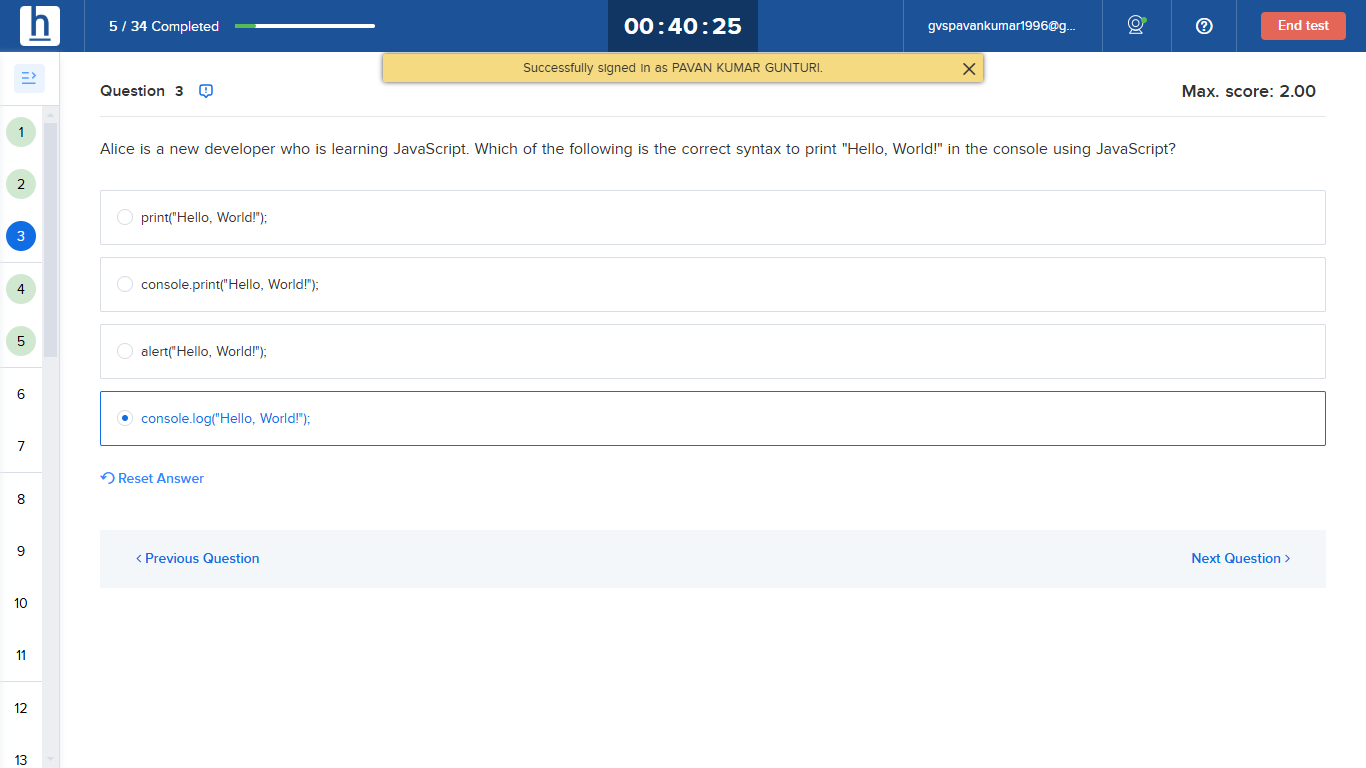 h
5 / 34 Completed
00:40:25
gvspavankumar1996@g...
End test
Successfully signed in as PAVAN KUMAR GUNTURI.
Question 3
Max. score: 2.00
Alice is a new developer who is learning JavaScript. Which of the following is the correct syntax to print "Hello, World!" in the console using JavaScript?
print("Hello, World!");
console.print("Hello, World!");
alert("Hello, World!");
console.log("Hello, World!");
Reset Answer
Previous Question
Next Question
1
2
3
4
5
6
7
8
9
10
11
12
13